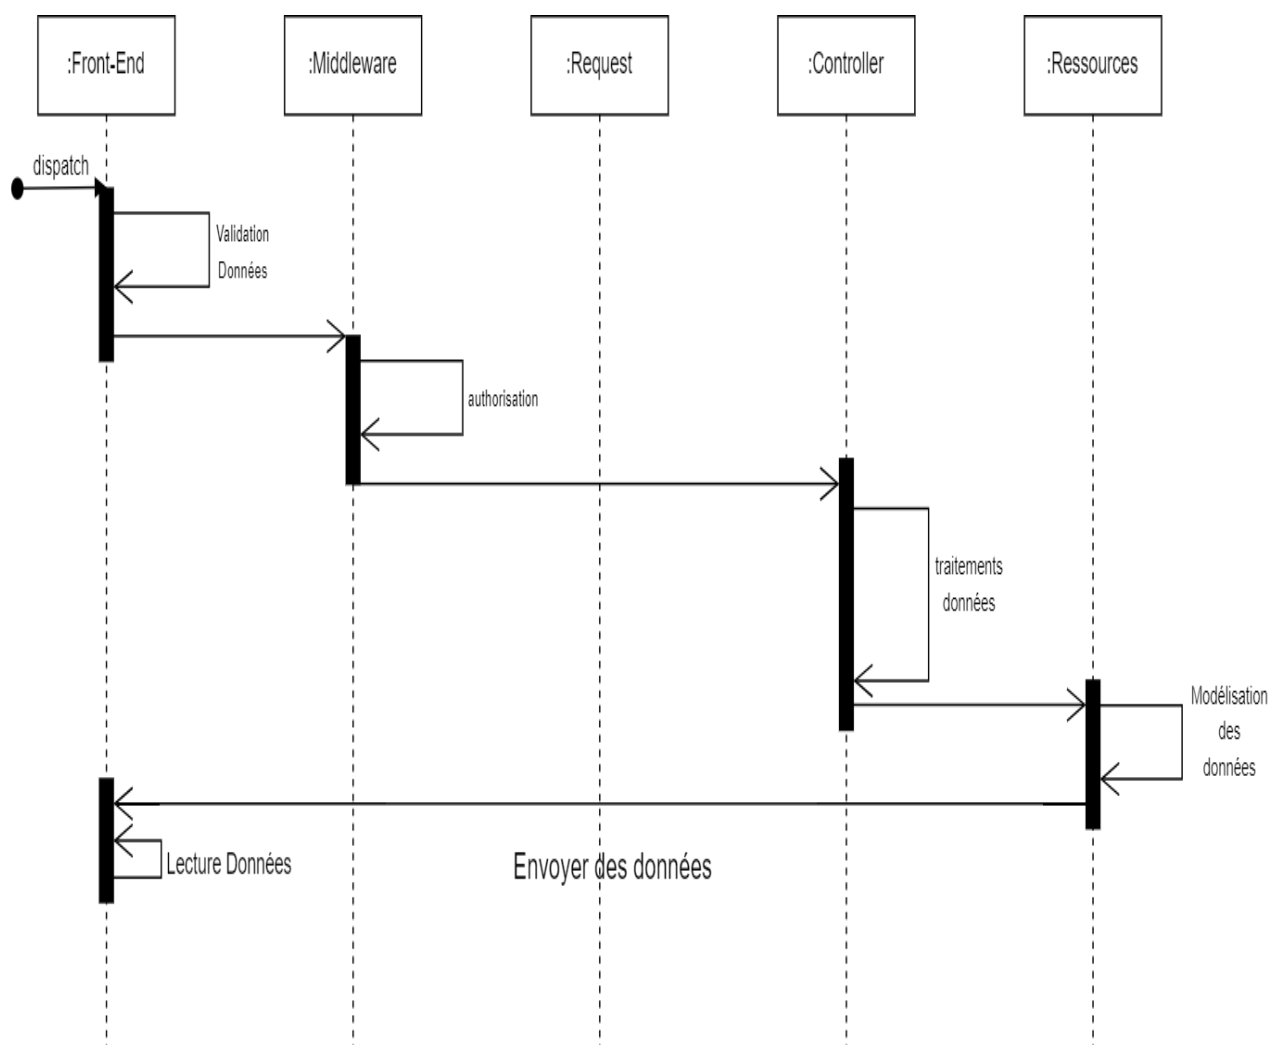 :Front-End
:Middleware
:Request
:Controller
:Ressources
dispatch
Validation
Données
authorisation
traitements
données
Modélisation
des
données
Lecture Données
Envoyer des données